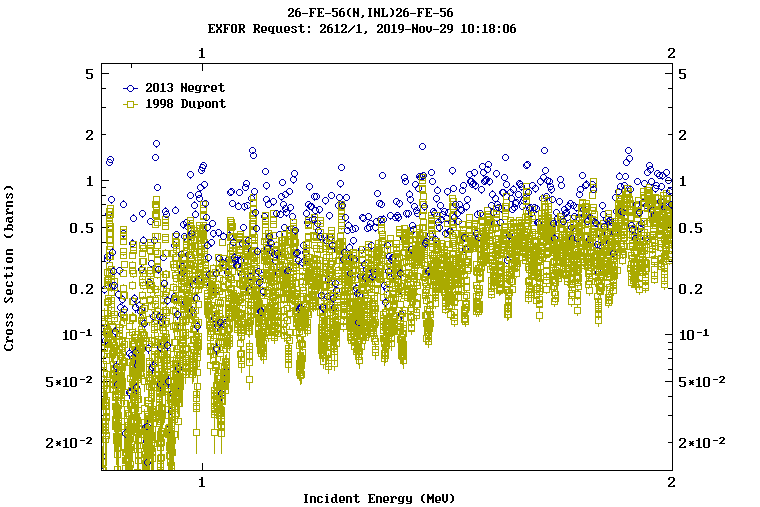 26-FE-56(N,INL)26-FE-56
EXFOR Request: 2612/1, 2019-Nov-29 10:18:06
1 2
5 5
2013 Negret
1998 Dupont
2 2
1 1
0.5 0.5
0.2 0.2
10⁻¹ 10⁻¹
5*10⁻² 5*10⁻²
2*10⁻² 2*10⁻²
1 2
Incident Energy (MeV)
Cross Section (barns)